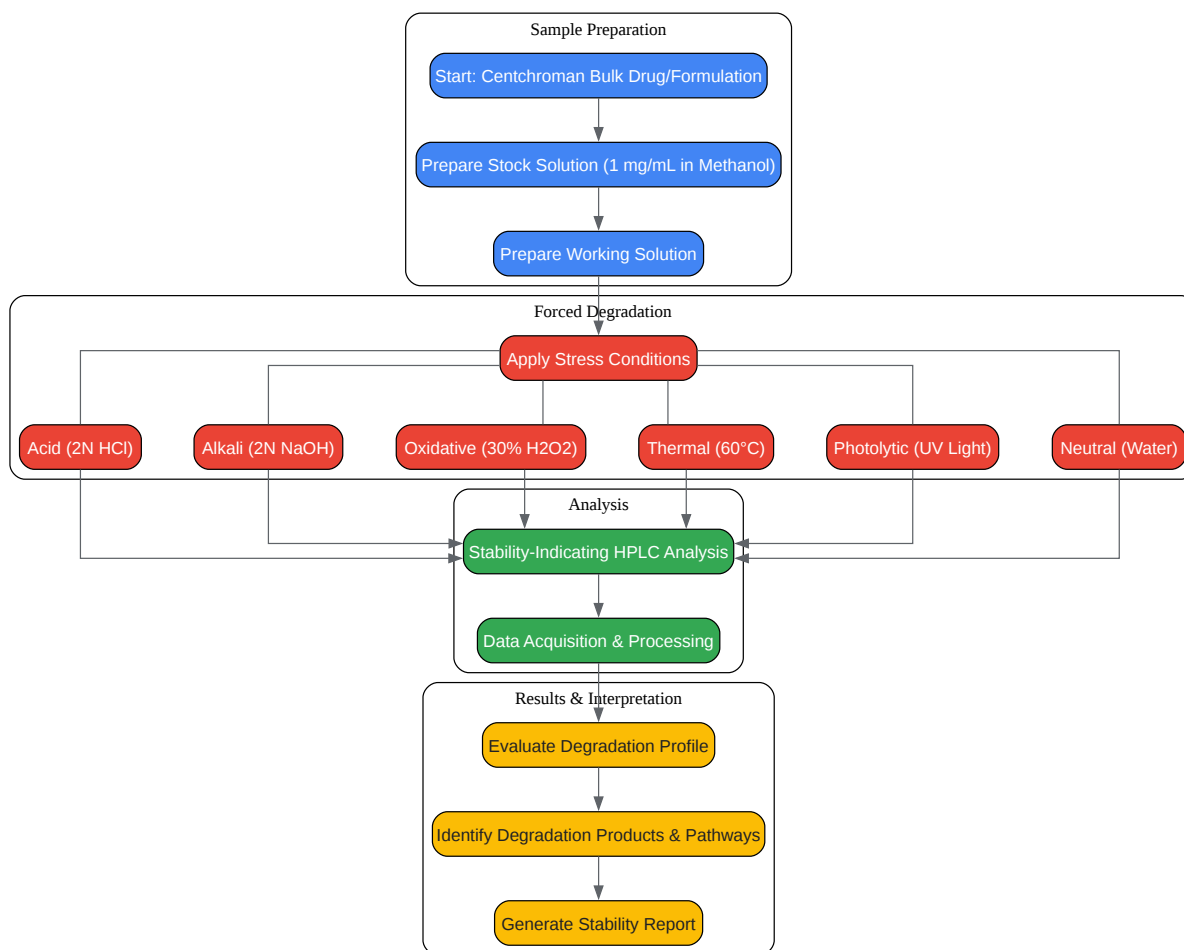 Sample Preparation
Start: Centchroman Bulk Drug/Formulation
Prepare Stock Solution (1 mg/mL in Methanol)
Prepare Working Solution
Forced Degradation
Apply Stress Conditions
Acid (2N HCl)
Alkali (2N NaOH)
Oxidative (30% H2O2)
Thermal (60°C)
Photolytic (UV Light)
Neutral (Water)
Analysis
Stability-Indicating HPLC Analysis
Data Acquisition & Processing
Results & Interpretation
Evaluate Degradation Profile
Identify Degradation Products & Pathways
Generate Stability Report